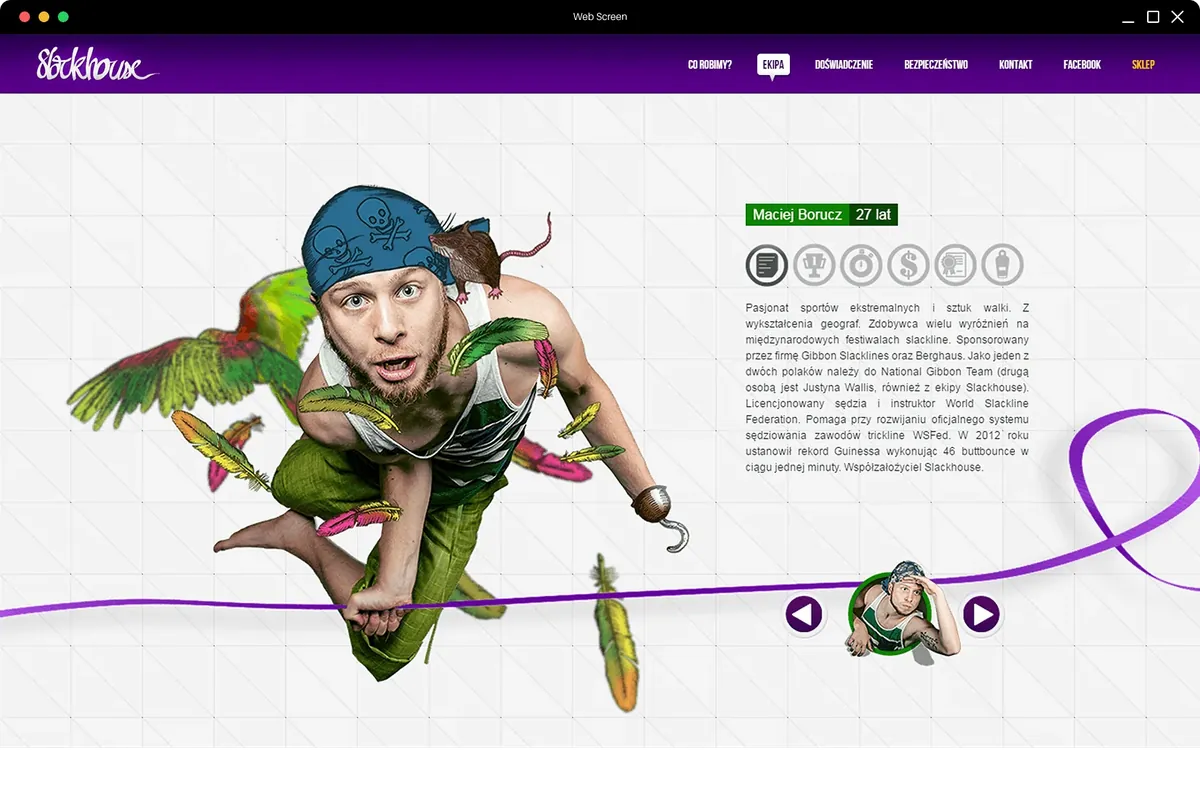 Web Screen
Slackhouse
CO ROBIMY? EKIPA DOŚWIADCZENIE BEZPIECZEŃSTWO KONTAKT FACEBOOK SKLEP
Maciej Borucz 27 lat
Pasjonat sportów ekstremalnych i sztuk walki. Z
wykształcenia geograf. Zdobywca wielu wyróżnień na
międzynarodowych festiwalach slackline. Sponsorowany
przez firmę Gibbon Slacklines oraz Berghaus. Jako jeden z
dwóch polaków należy do National Gibbon Team (drugą
osobą jest Justyna Wallis, również z ekipy Slackhouse).
Licencjonowany sędzia i instruktor World Slackline
Federation. Pomaga przy rozwijaniu oficjalnego systemu
sędziowania zawodów trickline WSFed. W 2012 roku
ustanowił rekord Guinessa wykonując 46 buttbounce w
ciągu jednej minuty. Współzałożyciel Slackhouse.